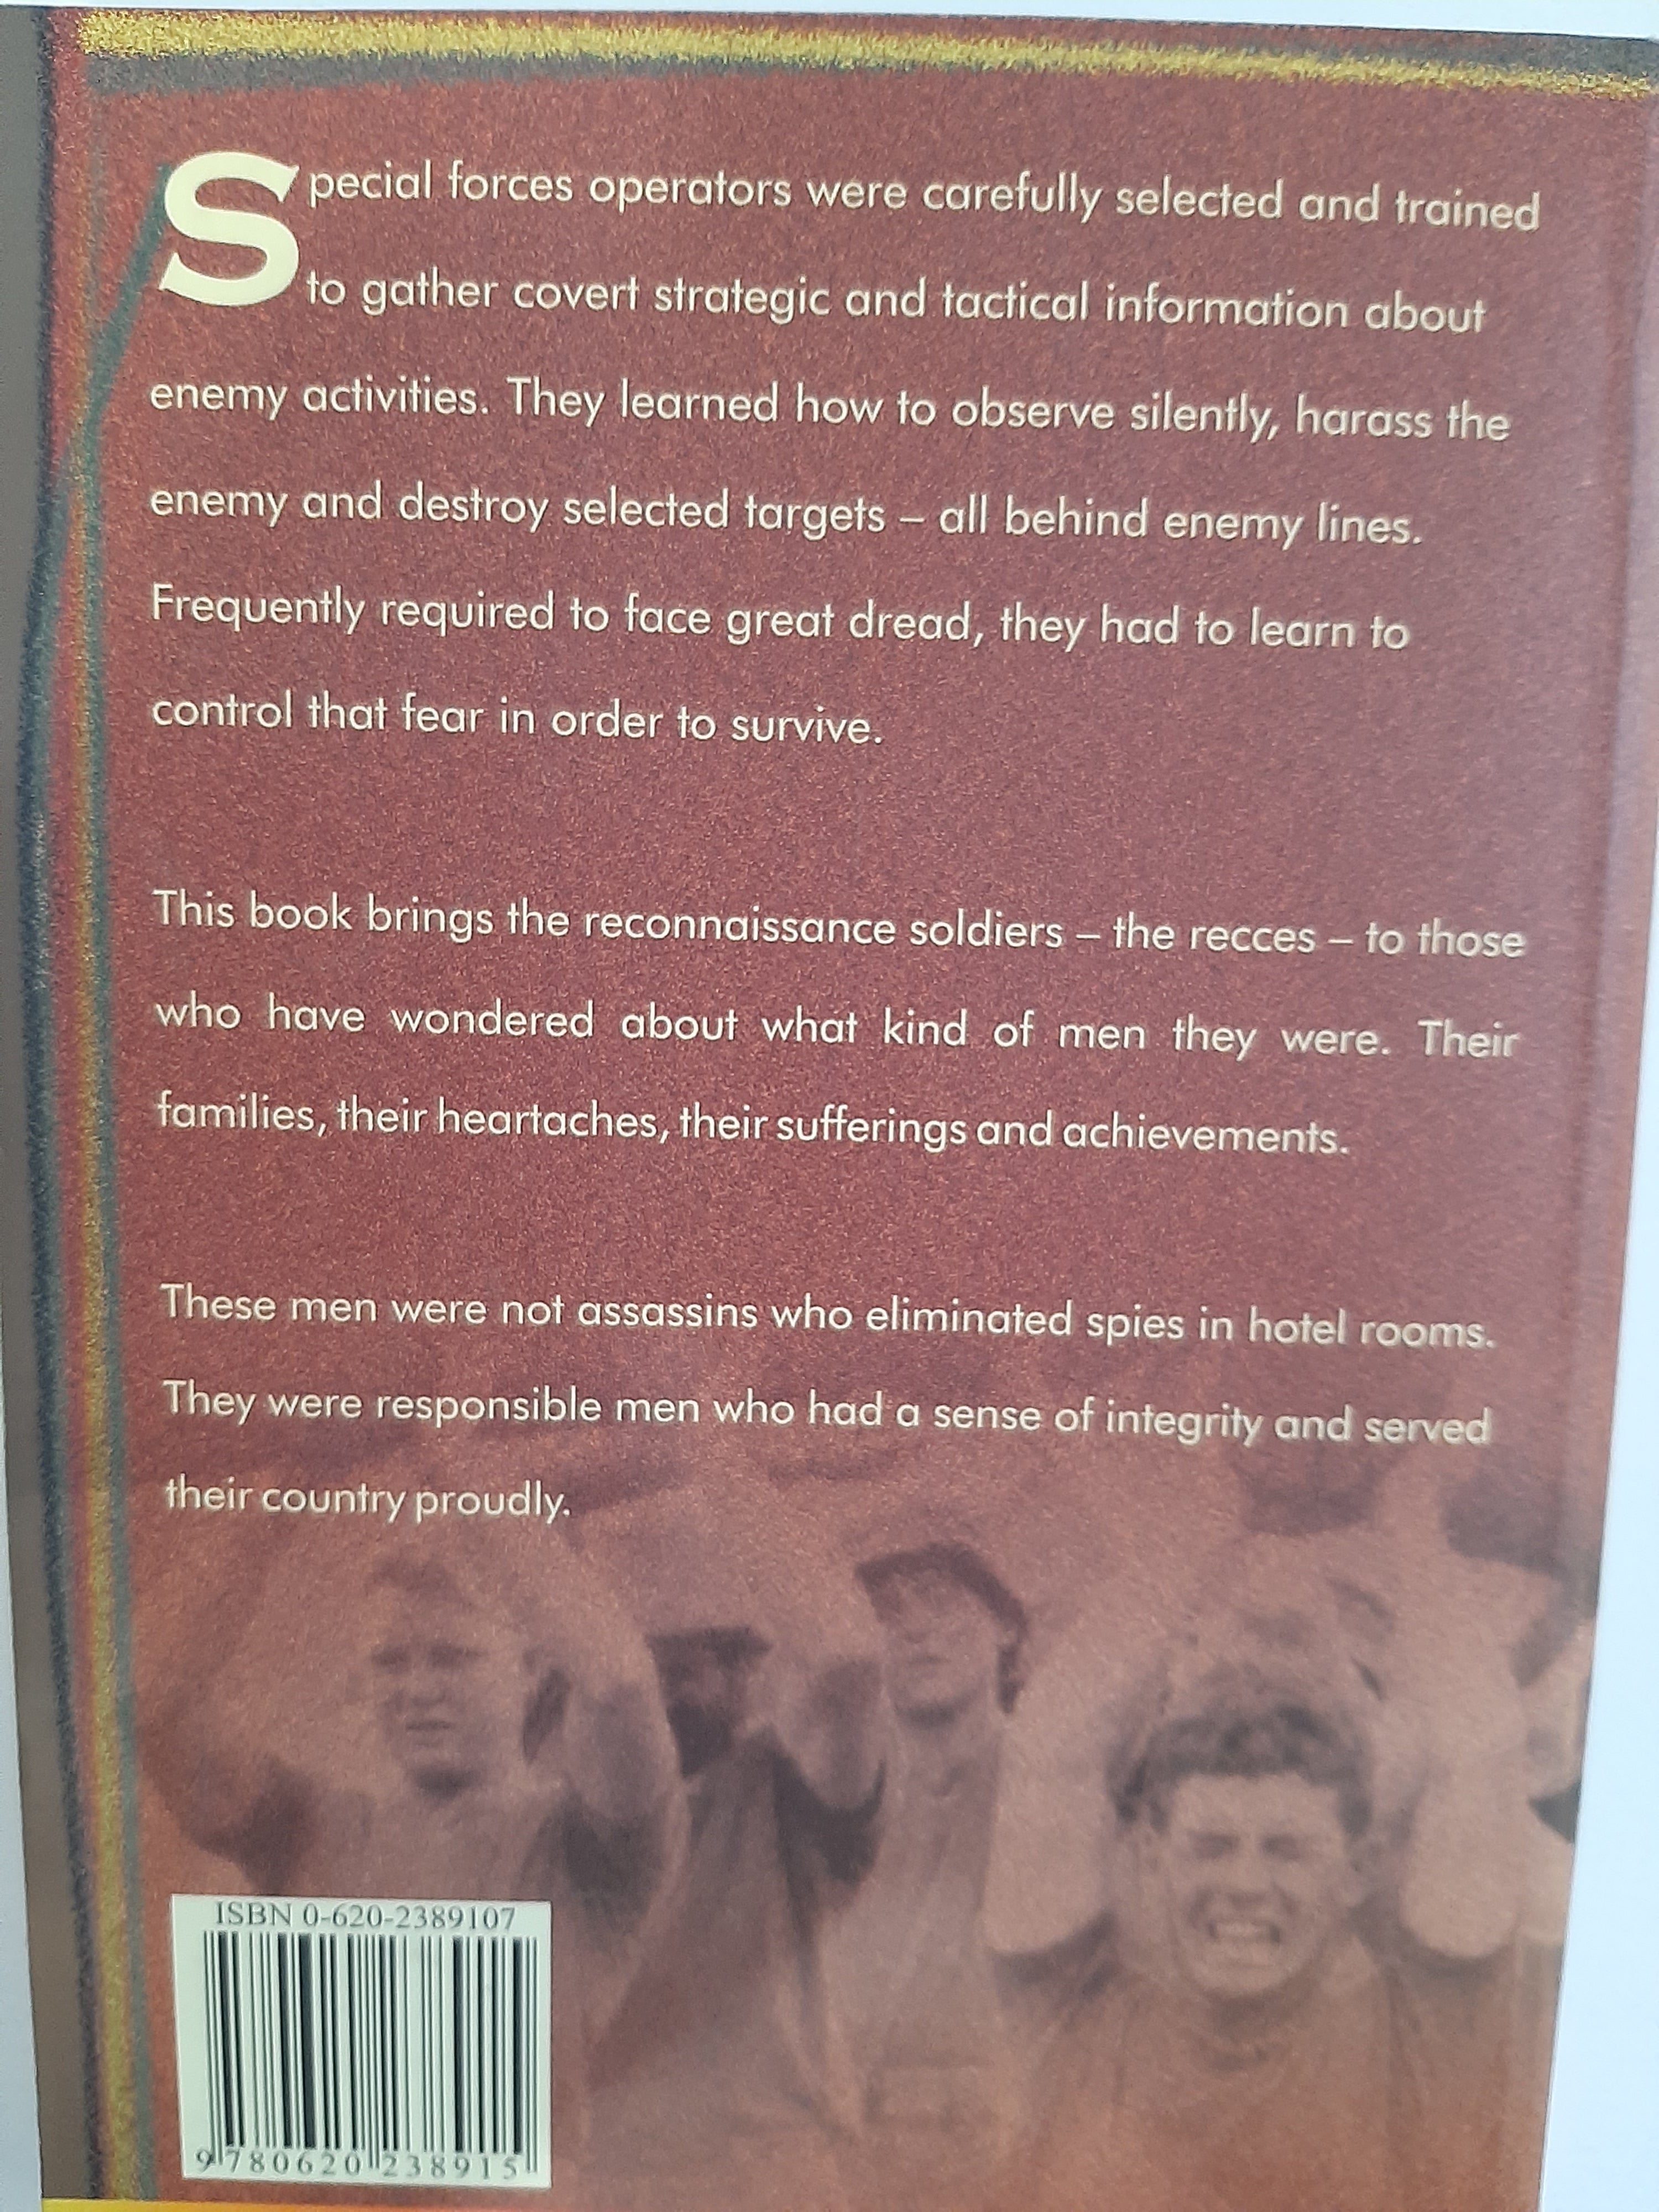 Special forces operators were carefully selected and trained
to gather covert strategic and tactical information about
enemy activities. They learned how to observe silently, harass the
enemy and destroy selected targets – all behind enemy lines.
Frequently required to face great dread, they had to learn to
control that fear in order to survive.
This book brings the reconnaissance soldiers – the recces – to those
who have wondered about what kind of men they were. Their
families, their heartaches, their sufferings and achievements.
These men were not assassins who eliminated spies in hotel rooms.
They were responsible men who had a sense of integrity and served
their country proudly.
ISBN 0-620-2389107
9 780620 238915